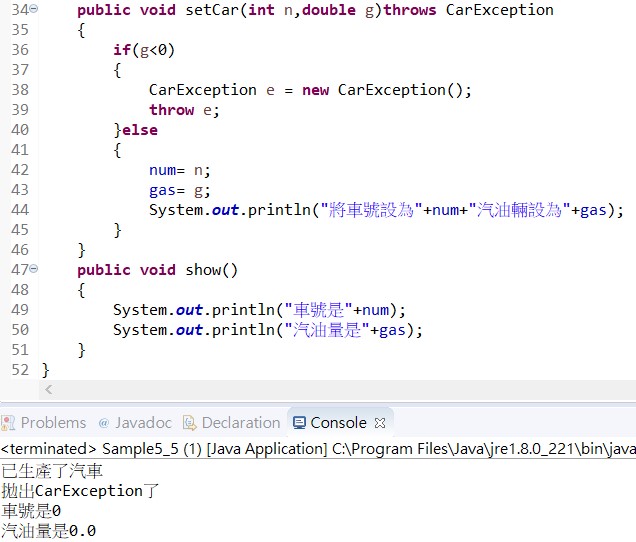 34 public void setCar(int n,double g)throws CarException
35 {
36 if(g<0)
37 {
38 CarException e = new CarException();
39 throw e;
40 }else
41 {
42 num= n;
43 gas= g;
44 System.out.println("將車號設為"+num+"汽油輛設為"+gas);
45 }
46 }
47 public void show()
48 {
49 System.out.println("車號是"+num);
50 System.out.println("汽油量是"+gas);
51 }
52 }
Problems @ Javadoc Declaration Console
<terminated> Sample5_5 (1) [Java Application] C:\Program Files\Java\jre1.8.0_221\bin\java
已生產了汽車
拋出CarException了
車號是0
汽油量是0.0